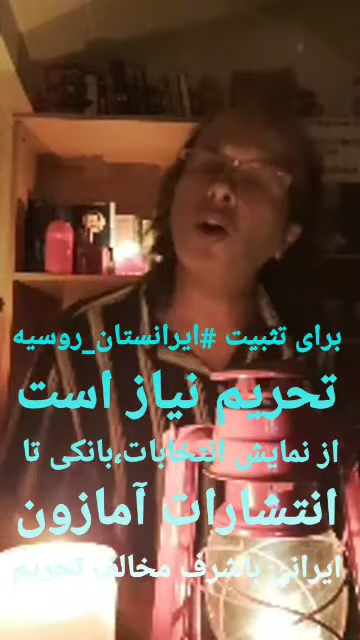 برای تثبیت #ایرانستان_روسیه
تحریم نیاز است
از نمایش انتخابات،بانکی تا
انتشارات آمازون
ایرانی باشرف مخالف تحریم